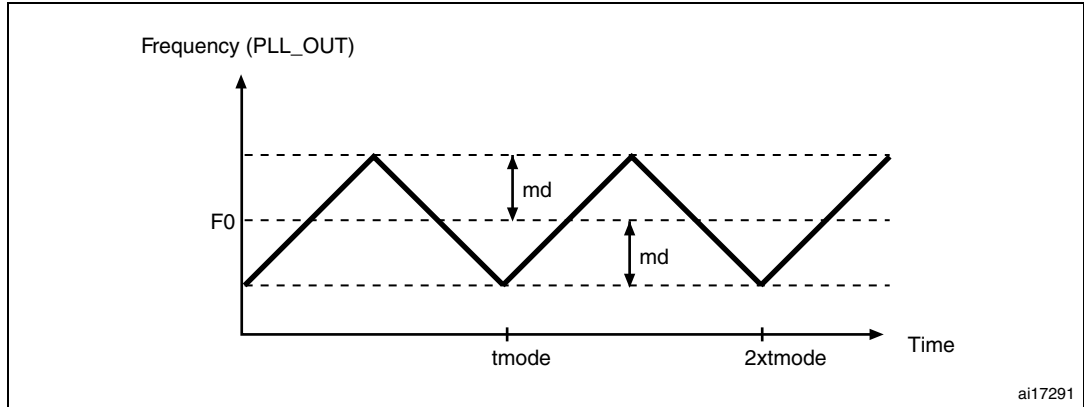 Frequency (PLL_OUT)
md
F0
md
tmode
2xtmode
Time
ai17291